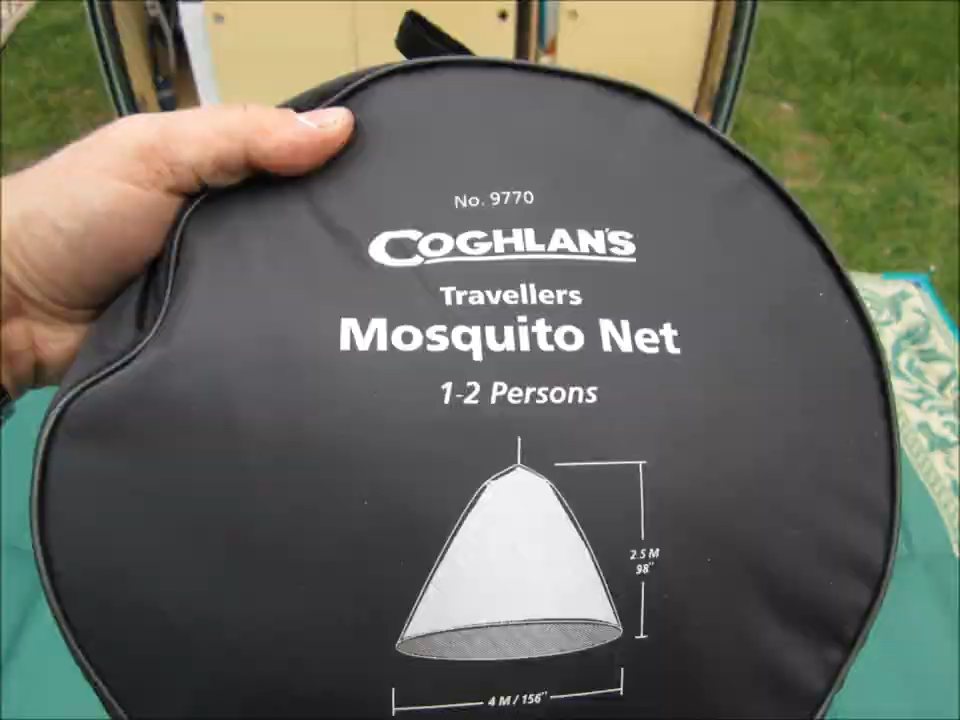 No. 9770
COGHLAN'S
Travellers
Mosquito Net
1-2 Persons
2.5 M
98"
4 M / 156"